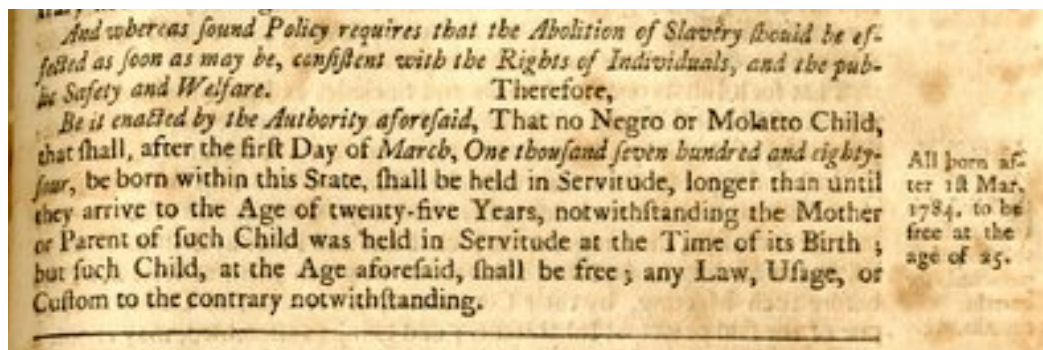 And whereas sound Policy requires that the Abolition of Slavery should be ef-
fected as soon as may be, consistent with the Rights of Individuals, and the pub-
lic Safety and Welfare. Therefore,
Be it enacted by the Authority aforesaid, That no Negro or Molatto Child,
that shall, after the first Day of March, One thousand seven hundred and eighty-
four, be born within this State, shall be held in Servitude, longer than until
they arrive to the Age of twenty-five Years, notwithstanding the Mother
or Parent of such Child was held in Servitude at the Time of its Birth ;
but such Child, at the Age aforesaid, shall be free ; any Law, Usage, or
Custom to the contrary notwithstanding.
All born af-
ter 1st Mar.
1784. to be
free at the
age of 25.